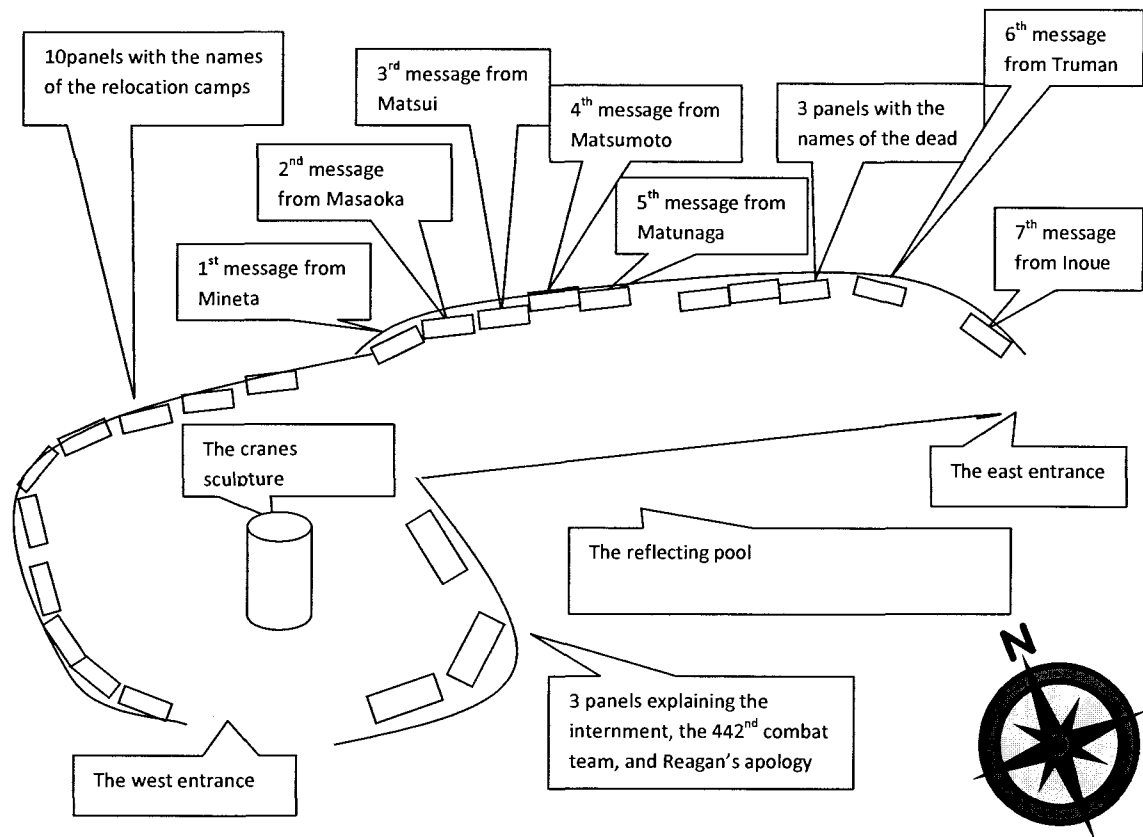 10panels with the names
of the relocation camps
3rd message from
Matsui
4th message from
Matsumoto
6th message
from Truman
3 panels with the
names of the dead
2nd message
from Masaoka
5th message from
Matunaga
7th message
from Inoue
1st message from
Mineta
The cranes
sculpture
The east entrance
The reflecting pool
3 panels explaining the
internment, the 442nd combat
team, and Reagan's apology
The west entrance
N